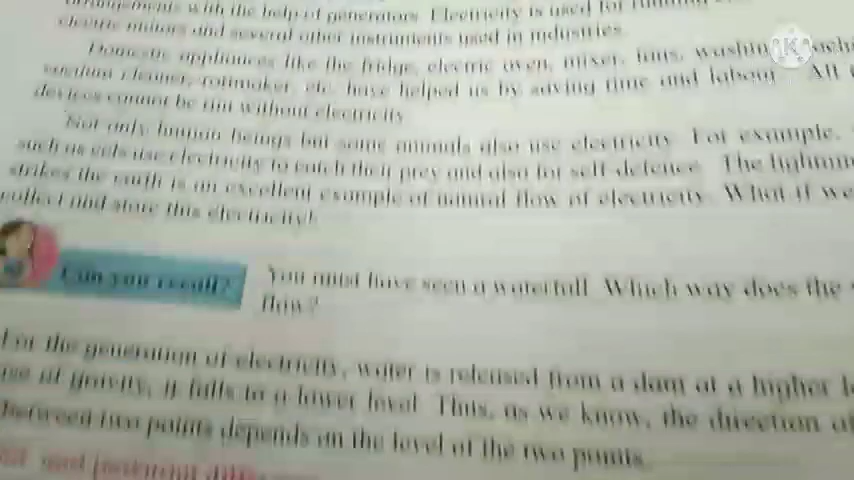 arrangements with the help of generators. Electricity is used for running
electric motors and several other instruments used in industries.
K
Domestic appliances like the fridge, electric oven, mixer, fans, washing
vacuum cleaner, rotimaker, etc. have helped us by saving time and labour. All
devices cannot be run without electricity.
Not only human beings but some animals also use electricity. For example,
such as eels use electricity to catch their prey and also for self defence. The
strikes the earth is an excellent example of natural flow of electricity. What if we
collect and store this electricity!
Can you recall?
You must have seen a waterfall. Which way does the
flow?
For the generation of electricity, water is released from a dam at a higher
of gravity, it falls to a lower level. Thus, as we know, the direction of
between two points depends on the level of the two points.
and potential